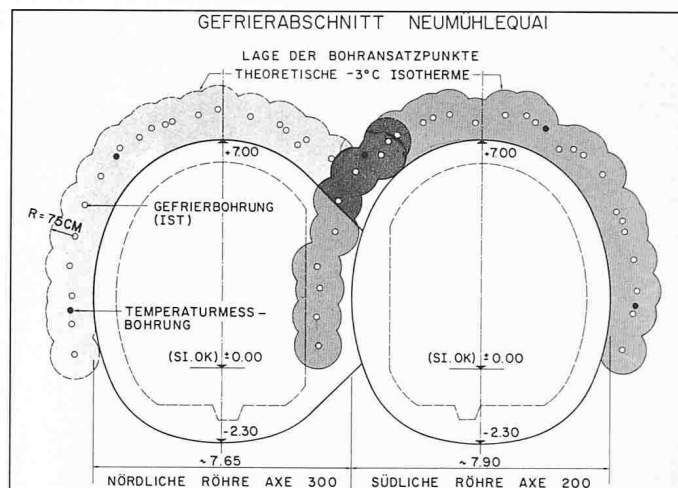 GEFRIERABSCHNITT NEUMÜHLEQUAI
LAGE DER BOHRANSATZPUNKTE
THEORETISCHE -3°C ISOTHERME
+7.00
+7.00
GEFRIERBOHRUNG
(IST)
R=75CM
TEMPERATURMESS-
BOHRUNG
(SI.OK) ±0.00
(SI.OK) ±0.00
-2.30
-2.30
~7.65
~7.90
NÖRDLICHE RÖHRE AXE 300
SÜDLICHE RÖHRE AXE 200